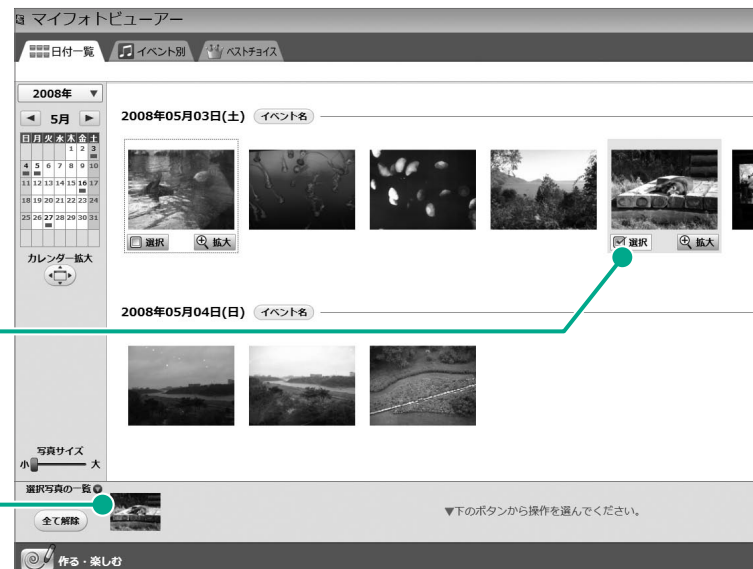 マイフォトビューアー
日付一覧 イベント別 ベストチョイス
2008年 ▼
◀ 5月 ▶
日 月 火 水 木 金 土
1 2 3
4 5 6 7 8 9 10
11 12 13 14 15 16 17
18 19 20 21 22 23 24
25 26 27 28 29 30 31
カレンダー拡大
2008年05月03日(土) イベント名
選択 拡大 選択 拡大
2008年05月04日(日) イベント名
写真サイズ
小 大
選択写真の一覧
全て解除
▼下のボタンから操作を選んでください。
作る・楽しむ